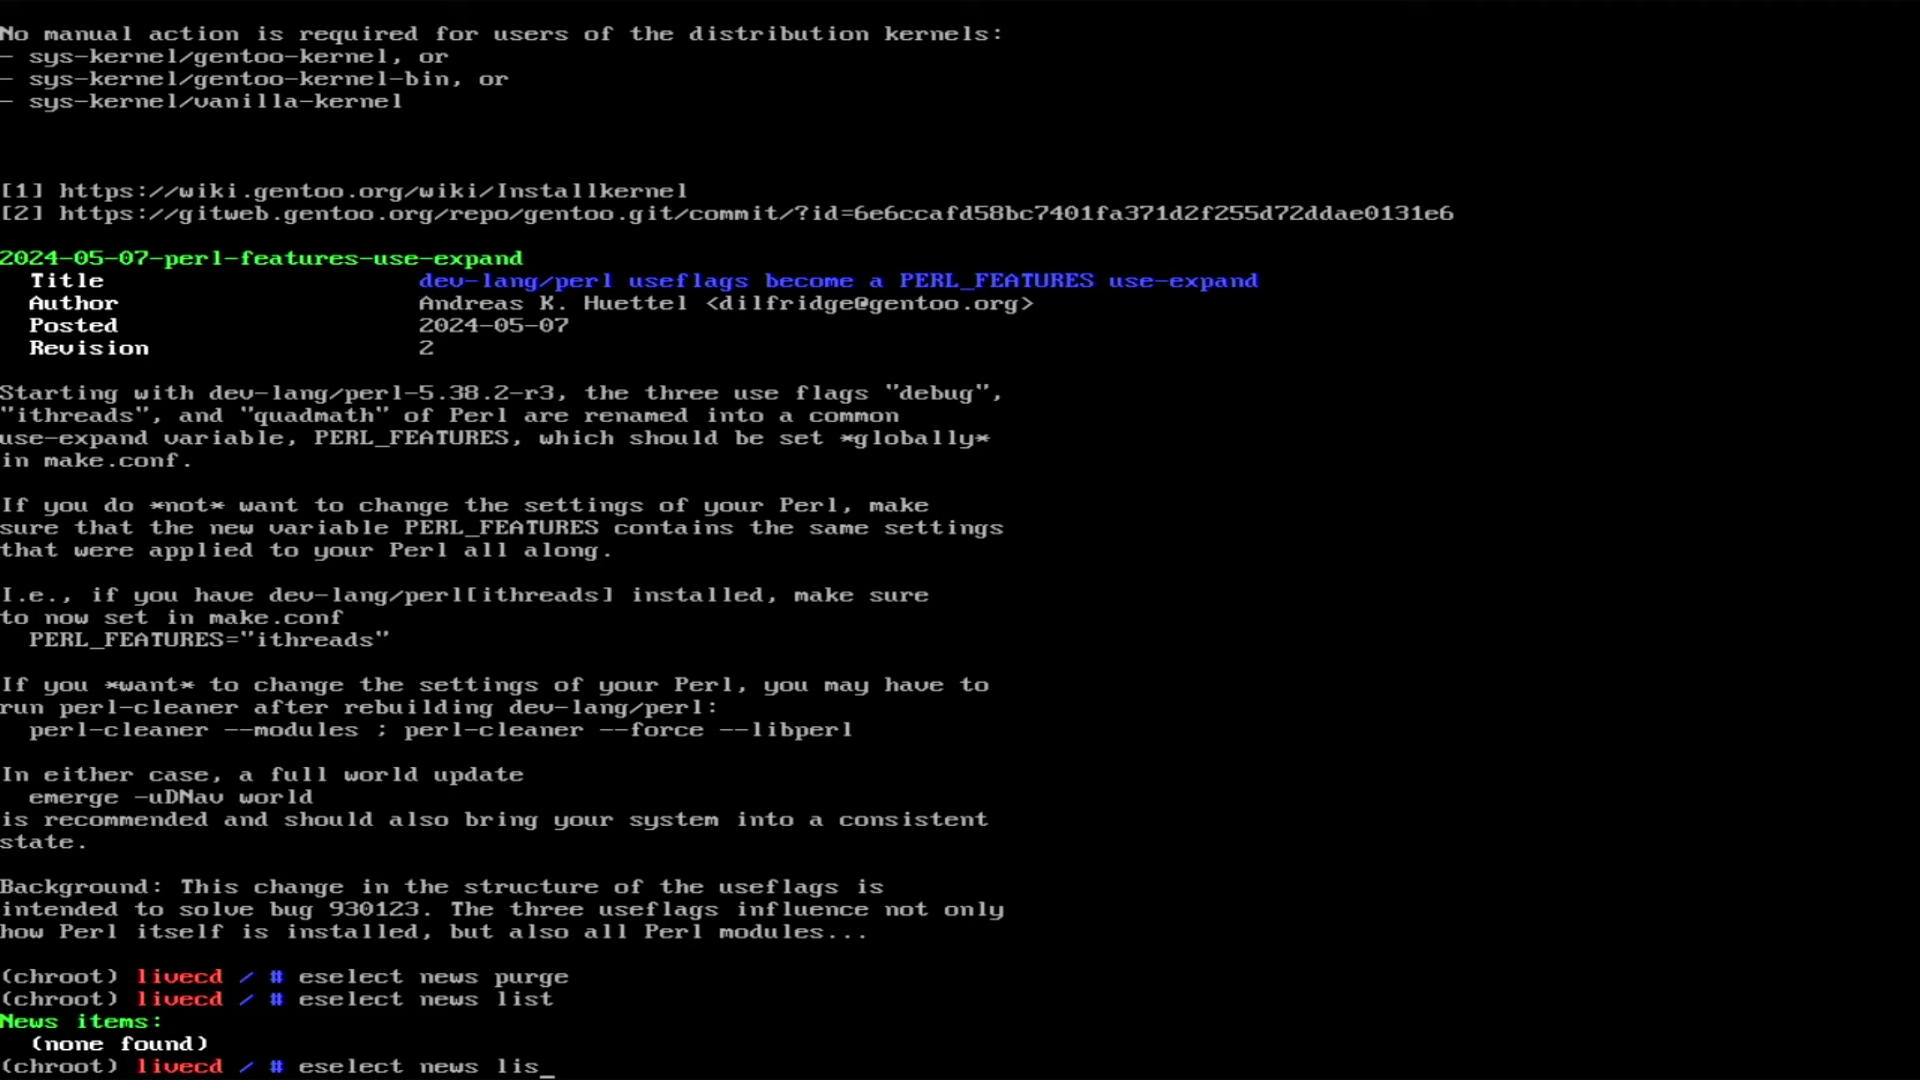 No manual action is required for users of the distribution kernels:
- sys-kernel/gentoo-kernel, or
- sys-kernel/gentoo-kernel-bin, or
- sys-kernel/vanilla-kernel
[1] https://wiki.gentoo.org/wiki/Installkernel
[2] https://gitweb.gentoo.org/repo/gentoo.git/commit/?id=6e6ccafd58bc7401fa371d2f255d72ddae0131e6
2024-05-07-perl-features-use-expand
Title dev-lang/perl useflags become a PERL_FEATURES use-expand
Author Andreas K. Huettel <dilfridge@gentoo.org>
Posted 2024-05-07
Revision 2
Starting with dev-lang/perl-5.38.2-r3, the three use flags "debug",
"ithreads", and "quadmath" of Perl are renamed into a common
use-expand variable, PERL_FEATURES, which should be set *globally*
in make.conf.
If you do *not* want to change the settings of your Perl, make
sure that the new variable PERL_FEATURES contains the same settings
that were applied to your Perl all along.
I.e., if you have dev-lang/perl[ithreads] installed, make sure
to now set in make.conf
PERL_FEATURES="ithreads"
If you *want* to change the settings of your Perl, you may have to
run perl-cleaner after rebuilding dev-lang/perl:
perl-cleaner --modules ; perl-cleaner --force --libperl
In either case, a full world update
emerge -uDNav world
is recommended and should also bring your system into a consistent
state.
Background: This change in the structure of the useflags is
intended to solve bug 930123. The three useflags influence not only
how Perl itself is installed, but also all Perl modules...
(chroot) livecd / # eselect news purge
(chroot) livecd / # eselect news list
News items:
(none found)
(chroot) livecd / # eselect news lis_